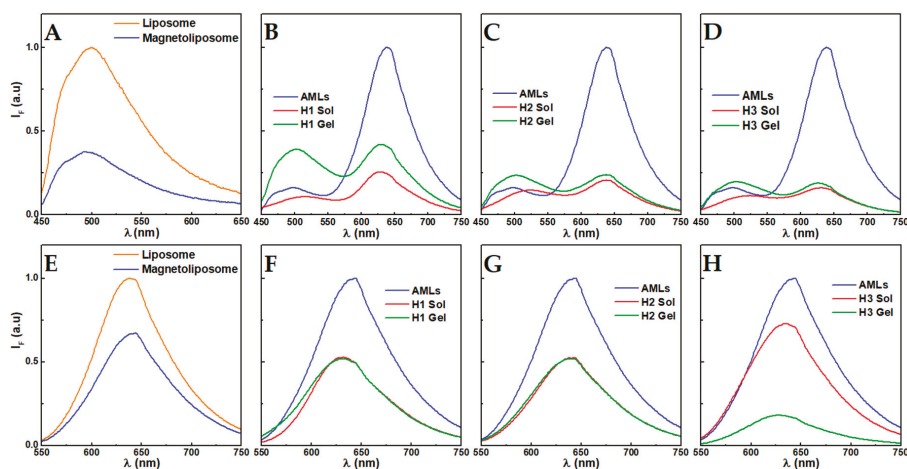 A
Liposome
Magnetoliposome
B
AMLs
H1 Sol
H1 Gel
C
AMLs
H2 Sol
H2 Gel
D
AMLs
H3 Sol
H3 Gel
I_F (a.u)
1.0
0.5
0.0
450 500 550 600 650
450 500 550 600 650 700 750
450 500 550 600 650 700 750
450 500 550 600 650 700 750
λ (nm)
λ (nm)
λ (nm)
λ (nm)
E
Liposome
Magnetoliposome
F
AMLs
H1 Sol
H1 Gel
G
AMLs
H2 Sol
H2 Gel
H
AMLs
H3 Sol
H3 Gel
I_F (a.u)
1.0
0.5
0.0
550 600 650 700 750
550 600 650 700 750
550 600 650 700 750
550 600 650 700 750
λ (nm)
λ (nm)
λ (nm)
λ (nm)